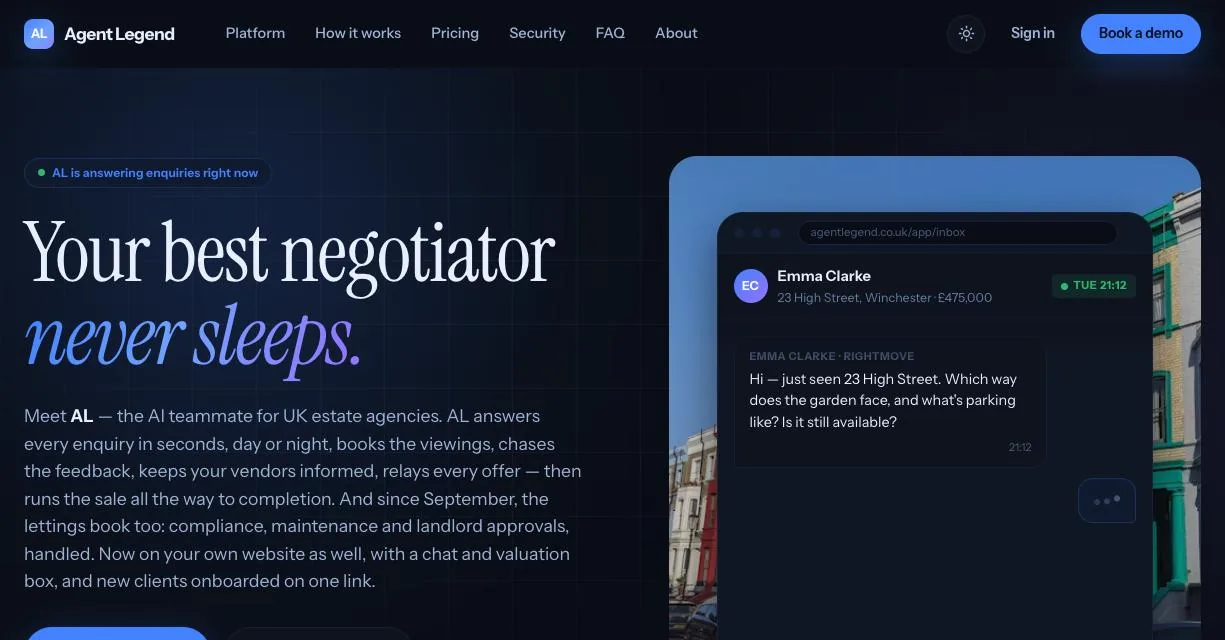 AL Agent Legend Platform How it works Pricing Security FAQ About Sign in Book a demo
AL is answering enquiries right now
Your best negotiator
never sleeps.
Meet AL — the AI teammate for UK estate agencies. AL answers
every enquiry in seconds, day or night, books the viewings, chases
the feedback, keeps your vendors informed, relays every offer — then
runs the sale all the way to completion. And since September, the
lettings book too: compliance, maintenance and landlord approvals,
handled. Now on your own website as well, with a chat and valuation
box, and new clients onboarded on one link.
agentlegend.co.uk/app/inbox
EC Emma Clarke
23 High Street, Winchester · £475,000
TUE 21:12
EMMA CLARKE · RIGHTMOVE
Hi — just seen 23 High Street. Which way
does the garden face, and what's parking
like? Is it still available?
21:12